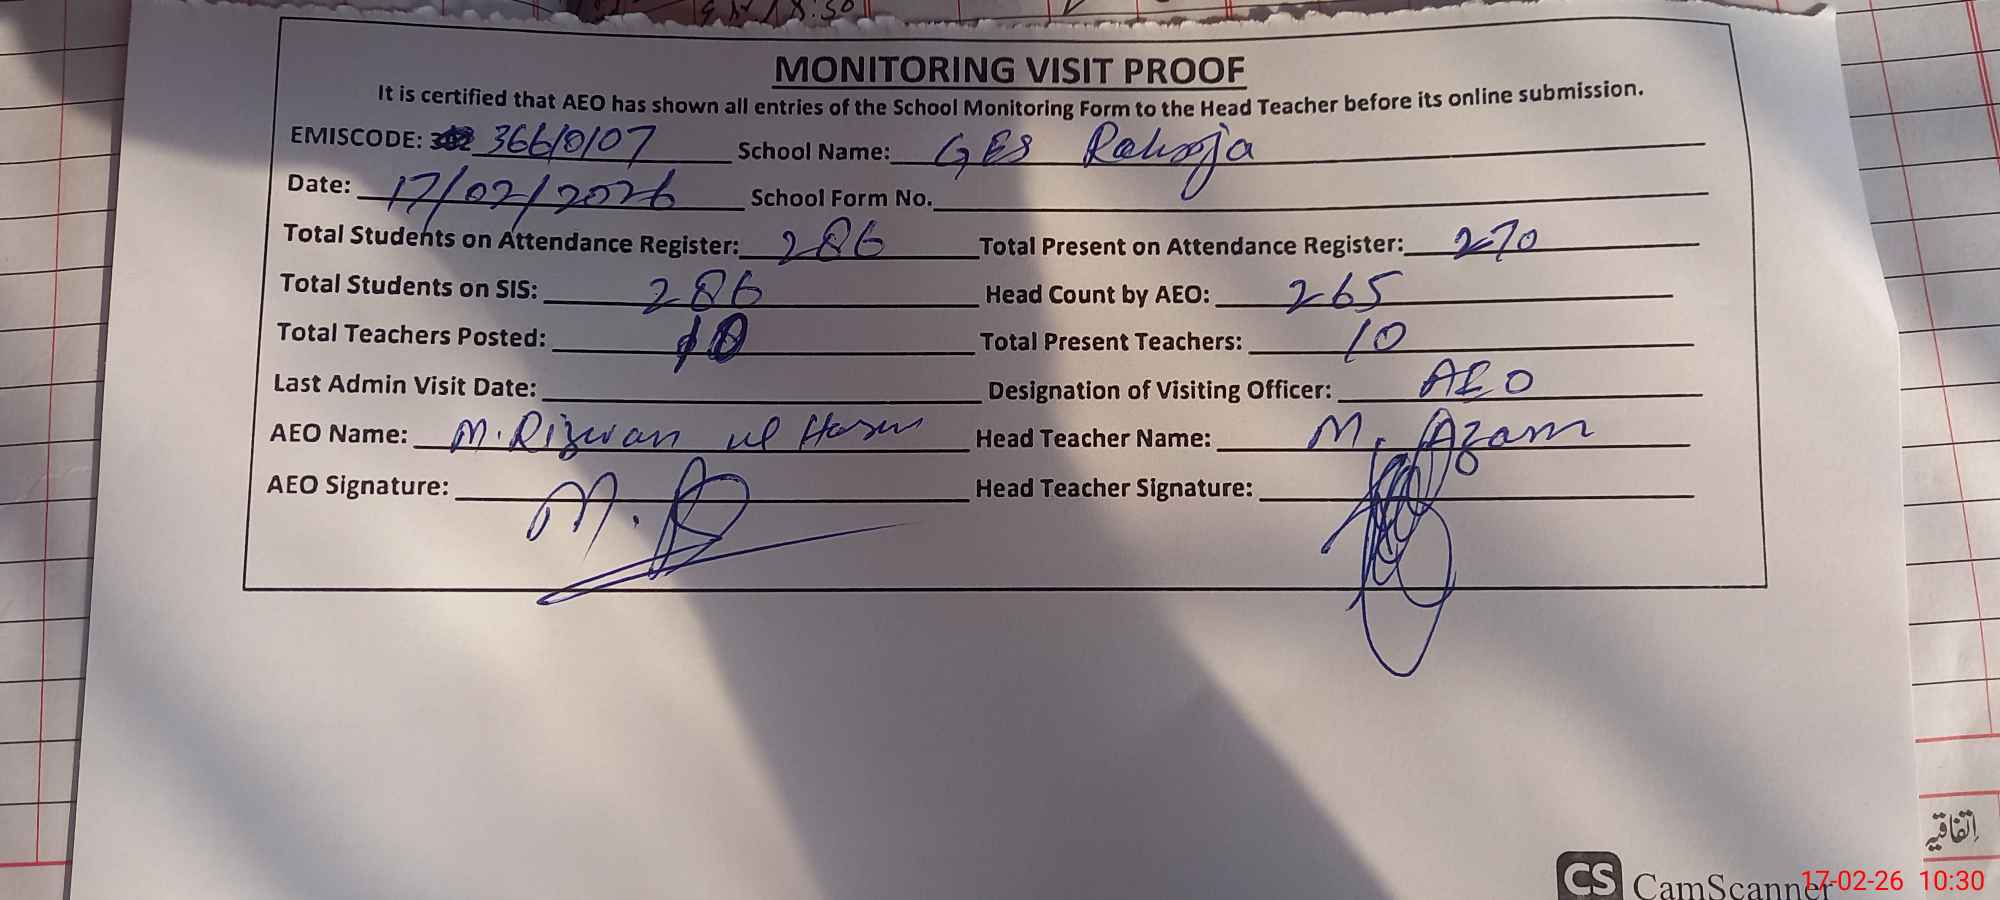 MONITORING VISIT PROOF
It is certified that AEO has shown all entries of the School Monitoring Form to the Head Teacher before its online submission.
EMISCODE: 36610107 School Name: GES Rahooja
Date: 17/02/2026 School Form No.
Total Students on Attendance Register: 286 Total Present on Attendance Register: 270
Total Students on SIS: 286 Head Count by AEO: 265
Total Teachers Posted: 10 Total Present Teachers: 10
Last Admin Visit Date: Designation of Visiting Officer: AEO
AEO Name: M. Rizwan ul Hasan Head Teacher Name: M. Azam
AEO Signature: Head Teacher Signature:
اتفاقیہ
CS CamScanner
17-02-26 10:30